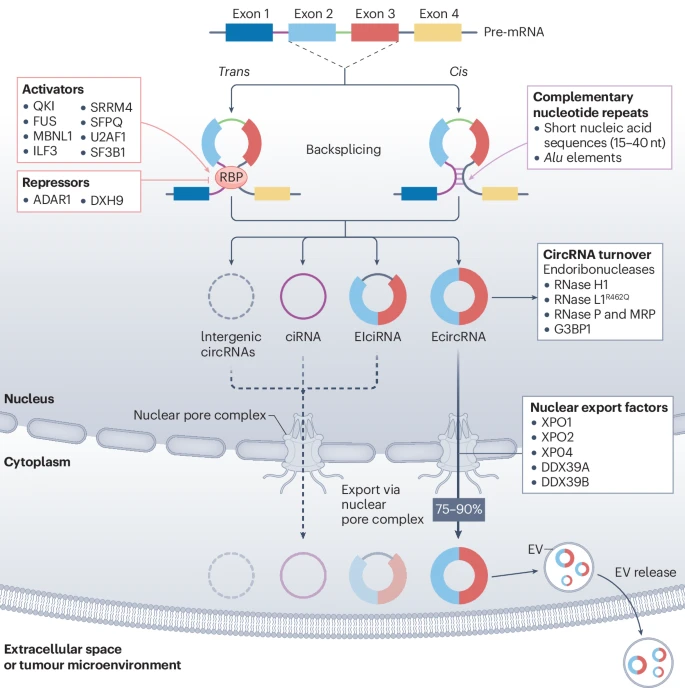 Exon 1 Exon 2 Exon 3 Exon 4
Pre-mRNA
Trans
Cis
Activators
• QKI
• FUS
• MBNL1
• ILF3
• SRRM4
• SFPQ
• U2AF1
• SF3B1
Repressors
• ADAR1 • DXH9
RBP
Backsplicing
Complementary
nucleotide repeats
• Short nucleic acid
sequences (15–40 nt)
• Alu elements
Intergenic
circRNAs
ciRNA
EIciRNA
EcircRNA
CircRNA turnover
Endoribonucleases
• RNase H1
• RNase L1R462Q
• RNase P and MRP
• G3BP1
Nucleus
Nuclear pore complex
Cytoplasm
Nuclear export factors
• XPO1
• XPO2
• XP04
• DDX39A
• DDX39B
Export via
nuclear
pore complex
75–90%
EV
EV release
Extracellular space
or tumour microenvironment